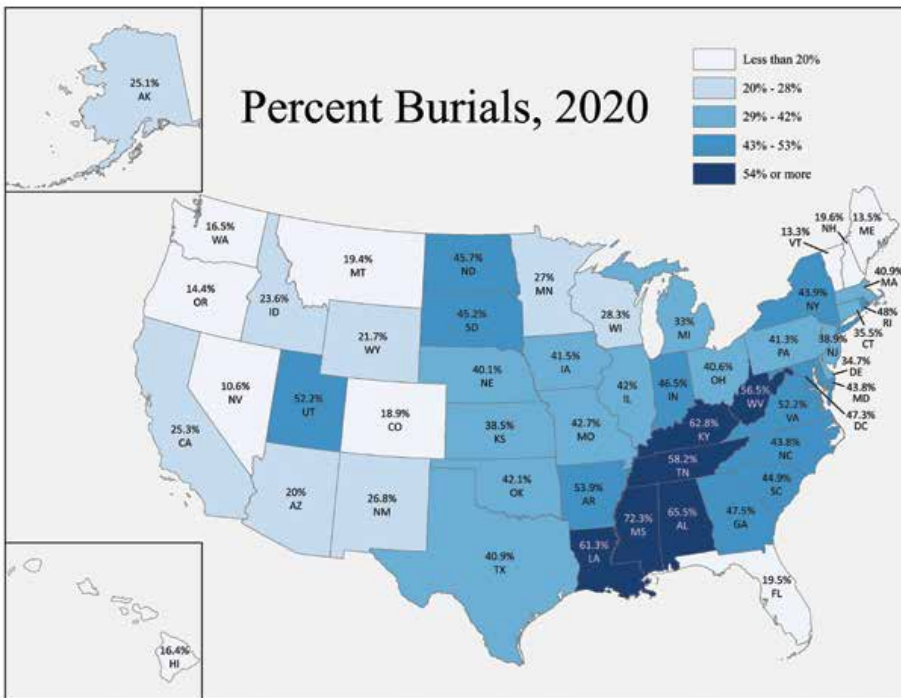 Percent Burials, 2020
Less than 20%
20% - 28%
29% - 42%
43% - 53%
54% or more
25.1%
AK
16.5%
WA
19.4%
MT
45.7%
ND
27%
MN
14.4%
OR
23.6%
ID
21.7%
WY
45.2%
SD
28.3%
WI
33%
MI
13.3%
VT
19.6%
NH
13.5%
ME
40.9%
MA
43.9%
NY
48%
RI
35.5%
CT
10.6%
NV
52.2%
UT
18.9%
CO
40.1%
NE
41.5%
IA
42%
IL
46.5%
IN
40.6%
OH
41.3%
PA
38.9%
NJ
34.7%
DE
43.8%
MD
47.3%
DC
25.3%
CA
38.5%
KS
42.7%
MO
62.8%
KY
56.5%
WV
52.2%
VA
20%
AZ
26.8%
NM
42.1%
OK
53.9%
AR
58.2%
TN
43.8%
NC
44.9%
SC
40.9%
TX
61.3%
LA
72.3%
MS
65.5%
AL
47.5%
GA
19.5%
FL
16.4%
HI